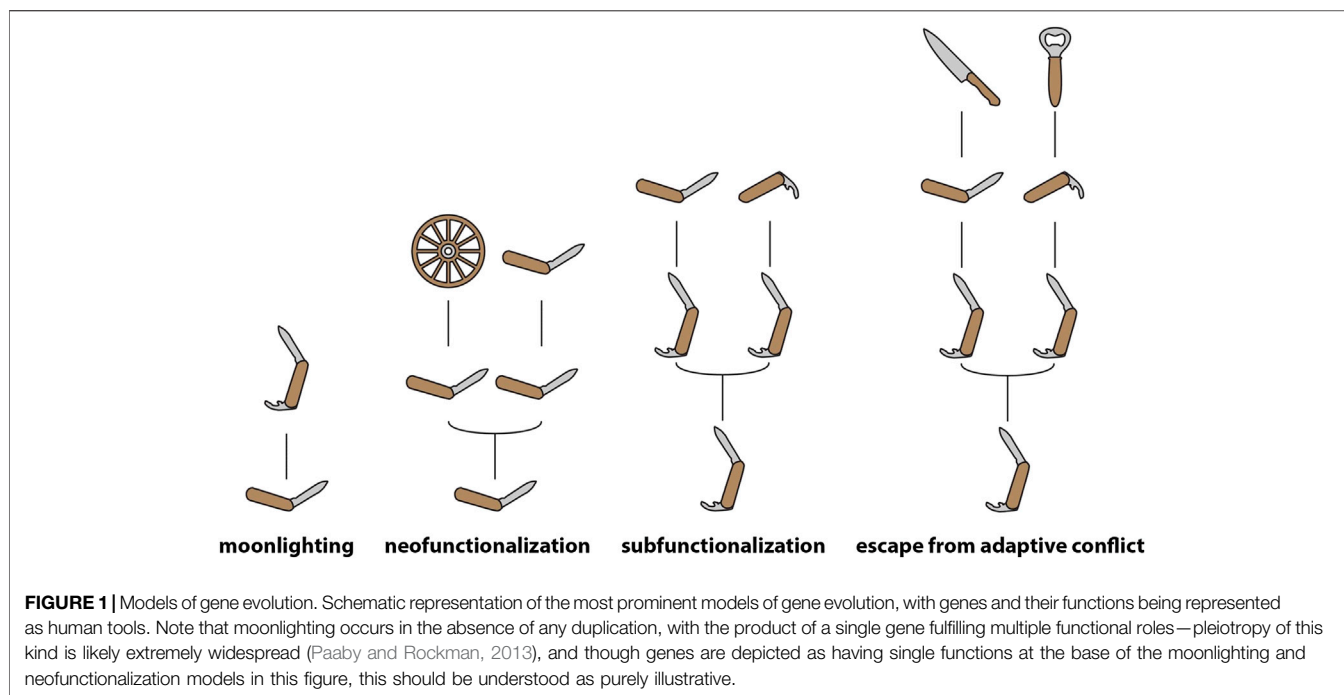 moonlighting neofunctionalization subfunctionalization escape from adaptive conflict
FIGURE 1 | Models of gene evolution. Schematic representation of the most prominent models of gene evolution, with genes and their functions being represented
as human tools. Note that moonlighting occurs in the absence of any duplication, with the product of a single gene fulfilling multiple functional roles—pleiotropy of this
kind is likely extremely widespread (Paaby and Rockman, 2013), and though genes are depicted as having single functions at the base of the moonlighting and
neofunctionalization models in this figure, this should be understood as purely illustrative.